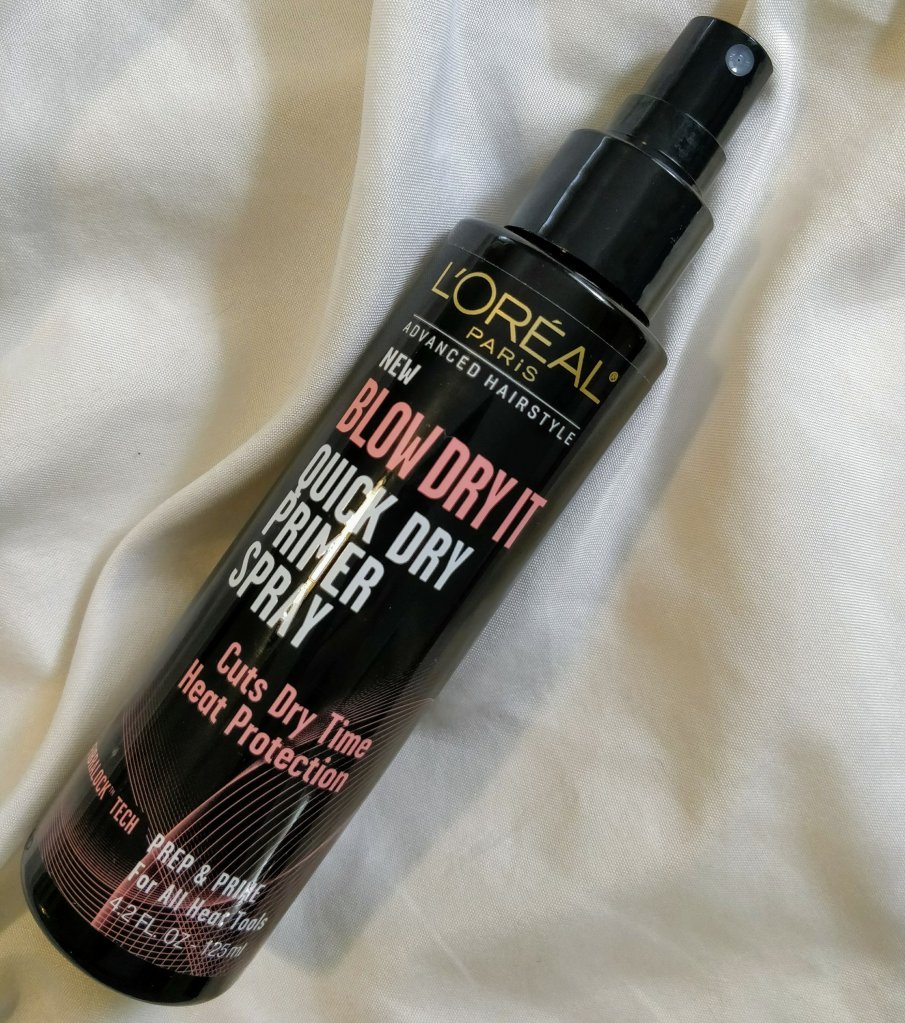 L'ORÉAL®
PARiS
ADVANCED HAIRSTYLE
NEW
BLOW DRY IT
QUICK DRY
PRIMER
SPRAY
Cuts Dry Time
Heat Protection
TECH
PREP & PRIME
For All Heat Tools
4.2 FL. OZ 125ml